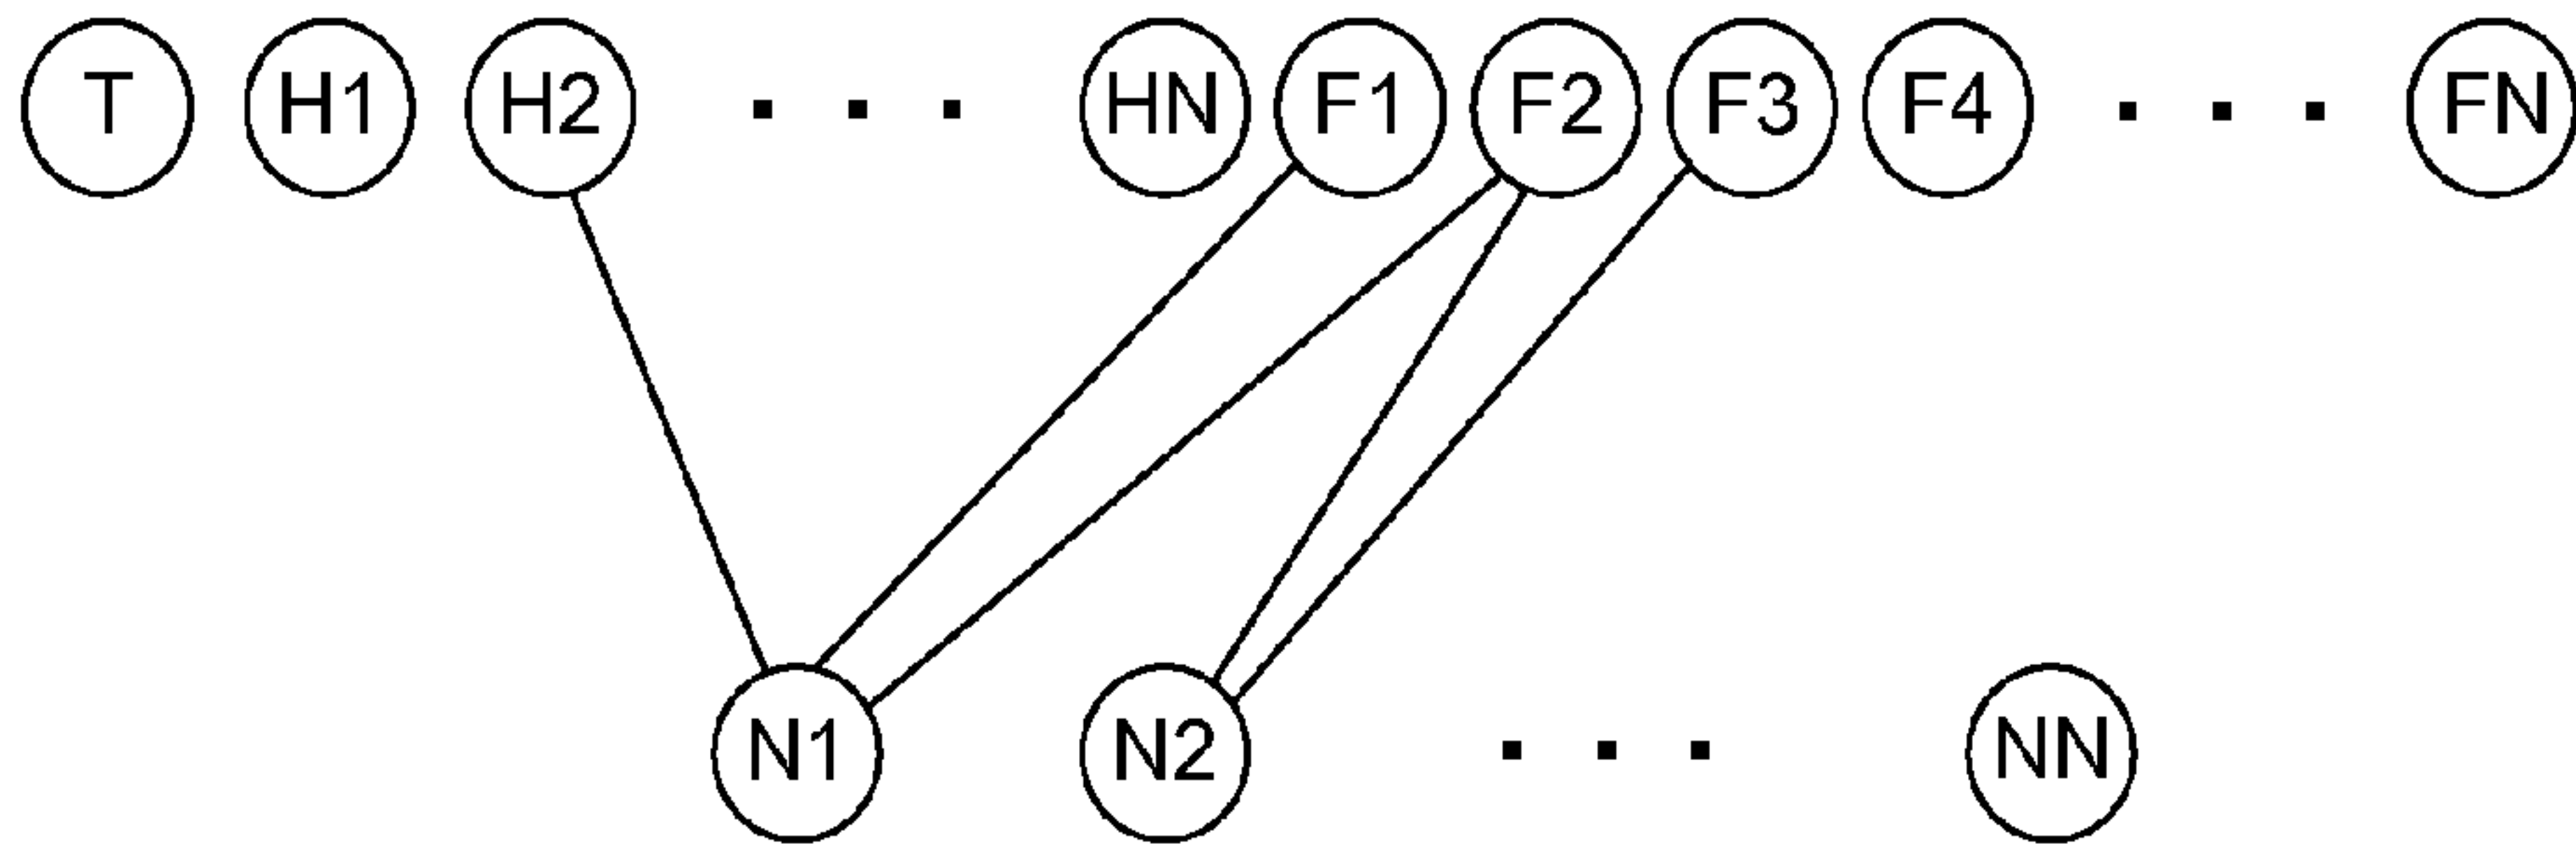 T H1 H2 . . . HN F1 F2 F3 F4 . . . FN
N1 N2 . . . NN